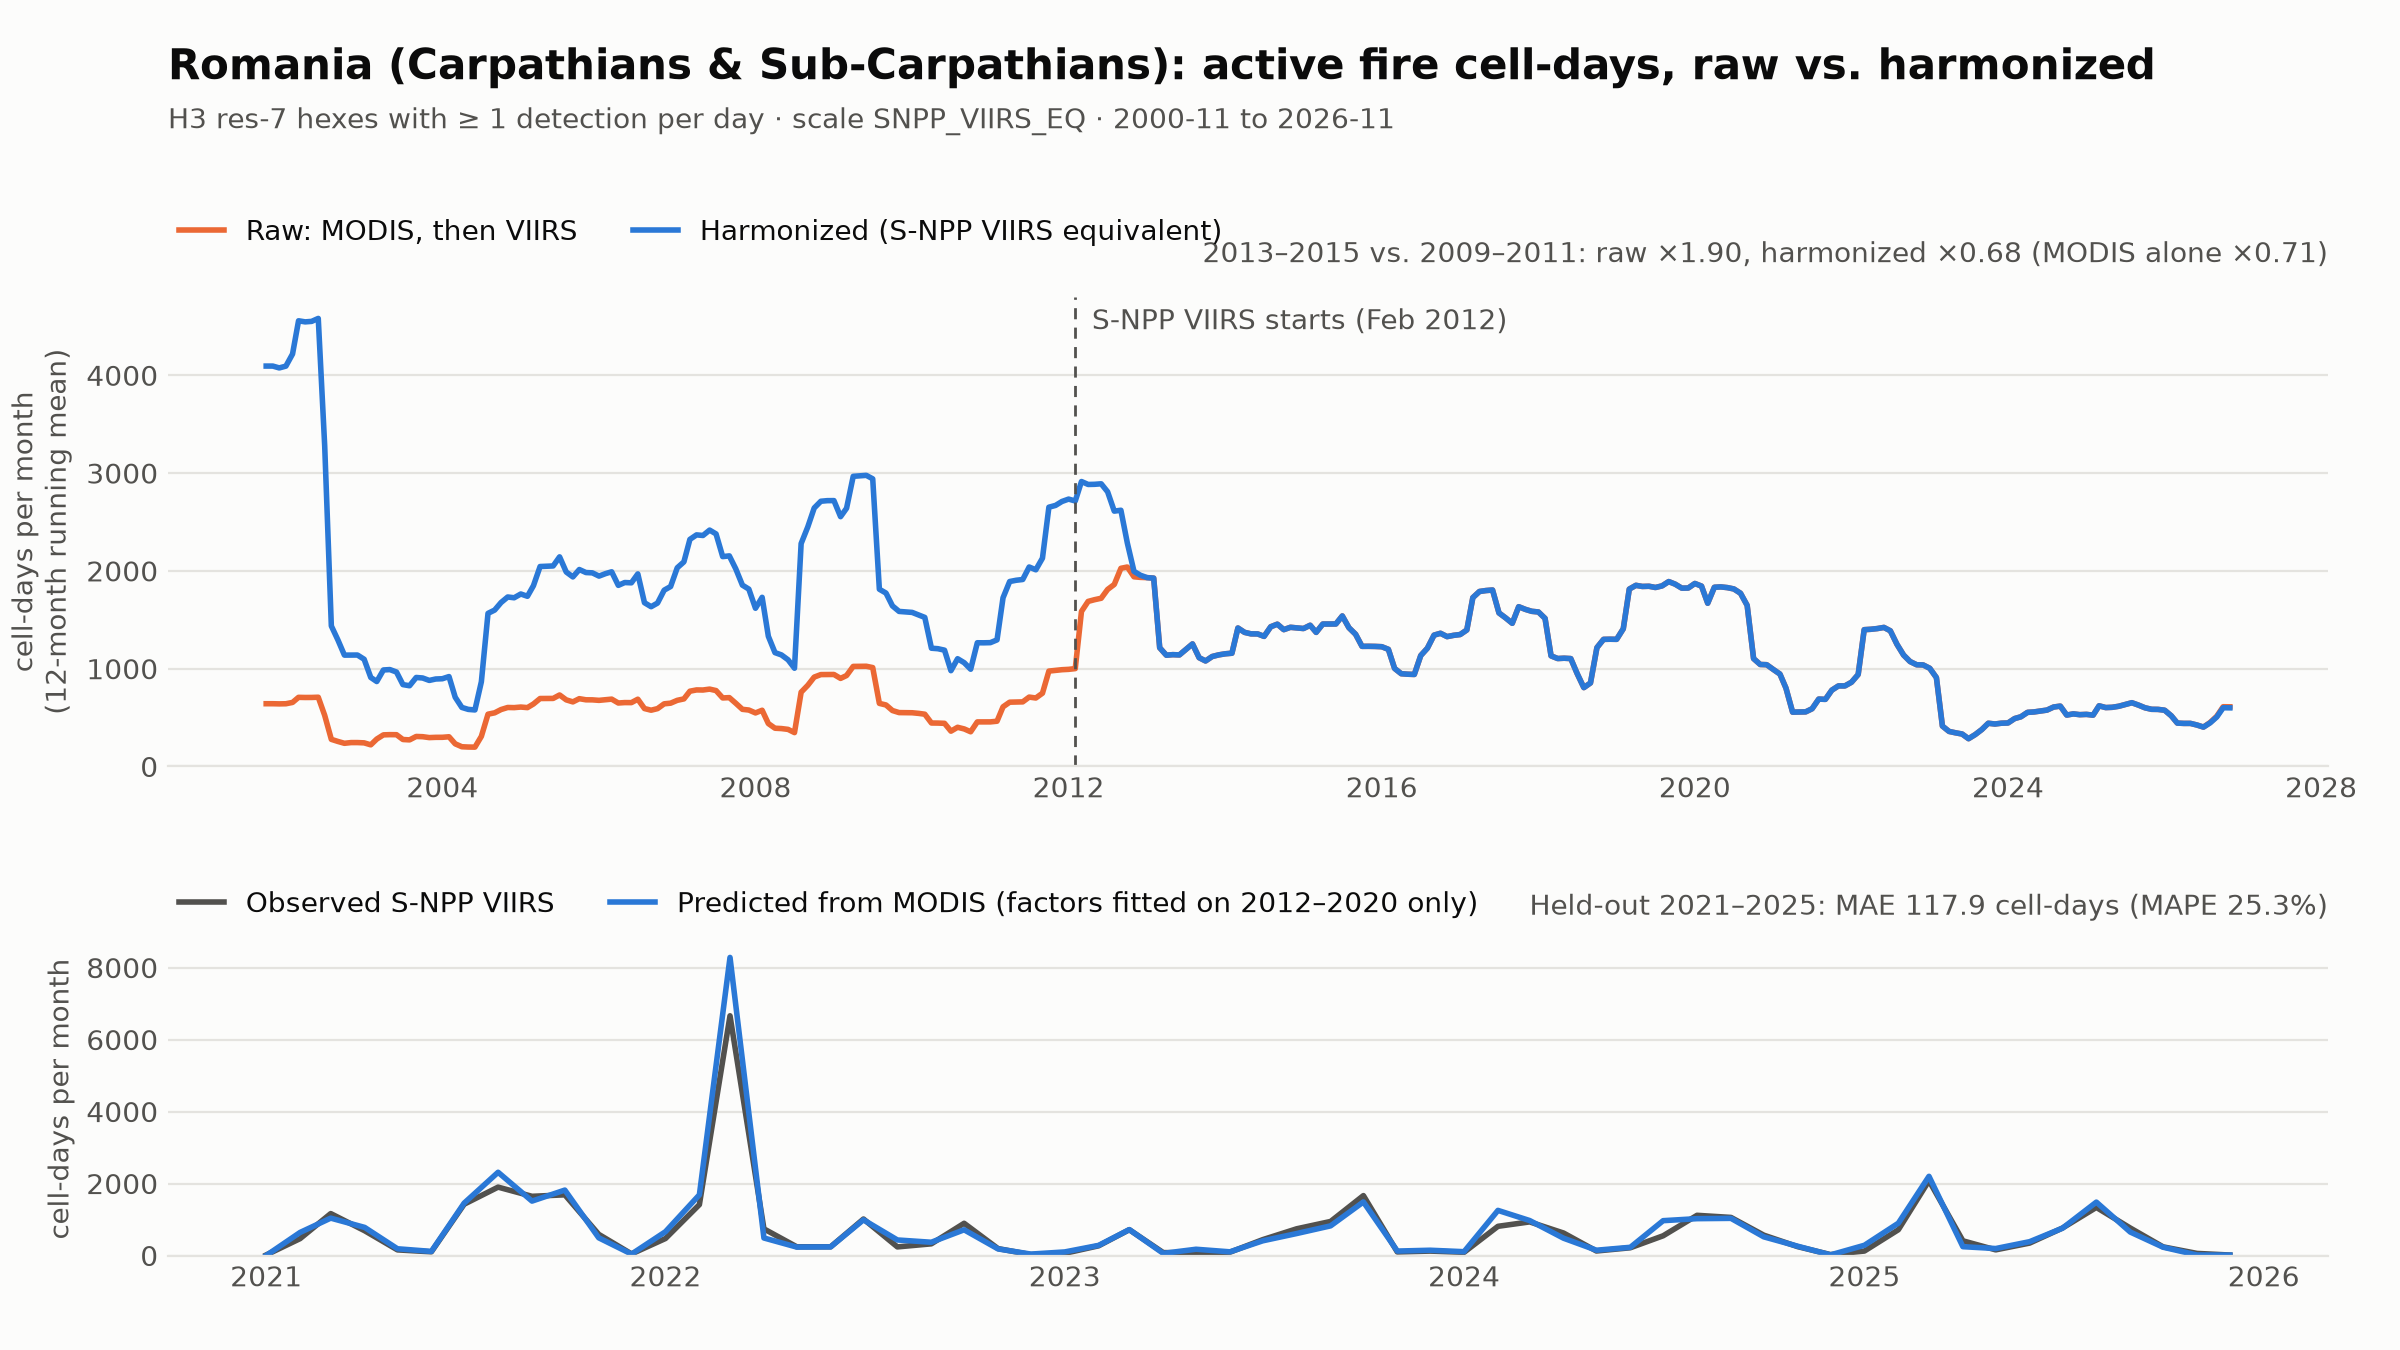 Romania (Carpathians & Sub-Carpathians): active fire cell-days, raw vs. harmonized
H3 res-7 hexes with ≥ 1 detection per day · scale SNPP_VIIRS_EQ · 2000-11 to 2026-11
Raw: MODIS, then VIIRS
Harmonized (S-NPP VIIRS equivalent)
2013–2015 vs. 2009–2011: raw ×1.90, harmonized ×0.68 (MODIS alone ×0.71)
S-NPP VIIRS starts (Feb 2012)
cell-days per month
(12-month running mean)
4000
3000
2000
1000
0
2004
2008
2012
2016
2020
2024
2028
Observed S-NPP VIIRS
Predicted from MODIS (factors fitted on 2012–2020 only)
Held-out 2021–2025: MAE 117.9 cell-days (MAPE 25.3%)
cell-days per month
8000
6000
4000
2000
0
2021
2022
2023
2024
2025
2026